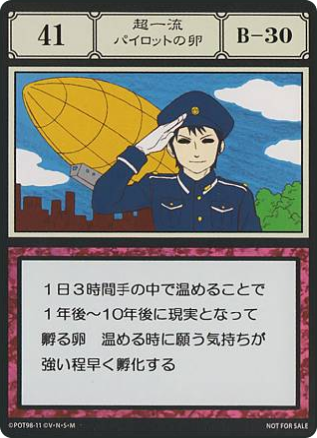 41
超一流
パイロットの卵
B-30
1日3時間手の中で温めることで
1年後〜10年後に現実となって
孵る卵　温める時に願う気持ちが
強い程早く孵化する
©POT98-11 ©V・N・S・M
NOT FOR SALE